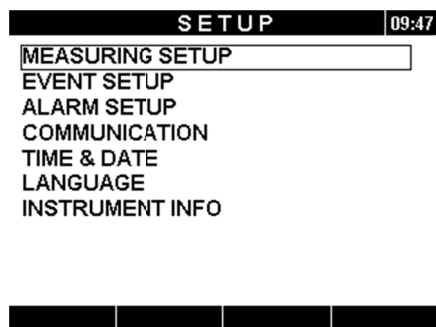 SETUP 09:47
MEASURING SETUP
EVENT SETUP
ALARM SETUP
COMMUNICATION
TIME & DATE
LANGUAGE
INSTRUMENT INFO